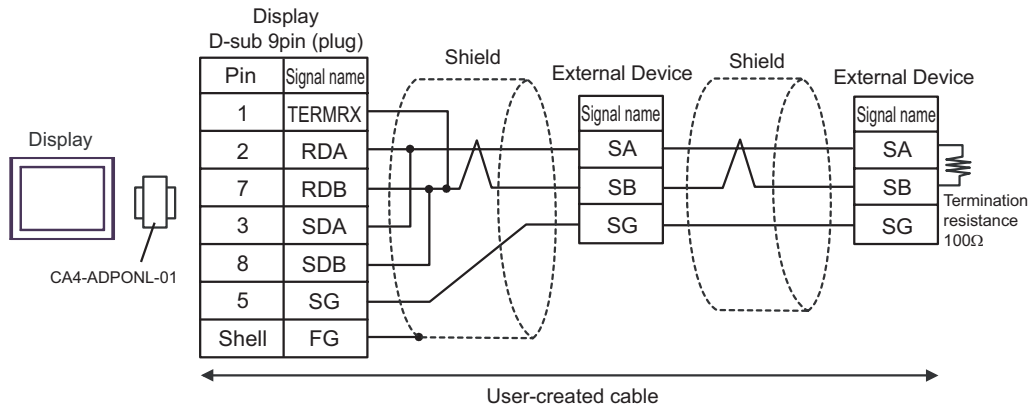 Display
D-sub 9pin (plug)
Shield
External Device
Shield
External Device
Pin Signal name
1 TERMRX
2 RDA
7 RDB
3 SDA
8 SDB
5 SG
Shell FG
Signal name
SA
SB
SG
Signal name
SA
SB
SG
Termination
resistance
100Ω
Display
CA4-ADPONL-01
User-created cable